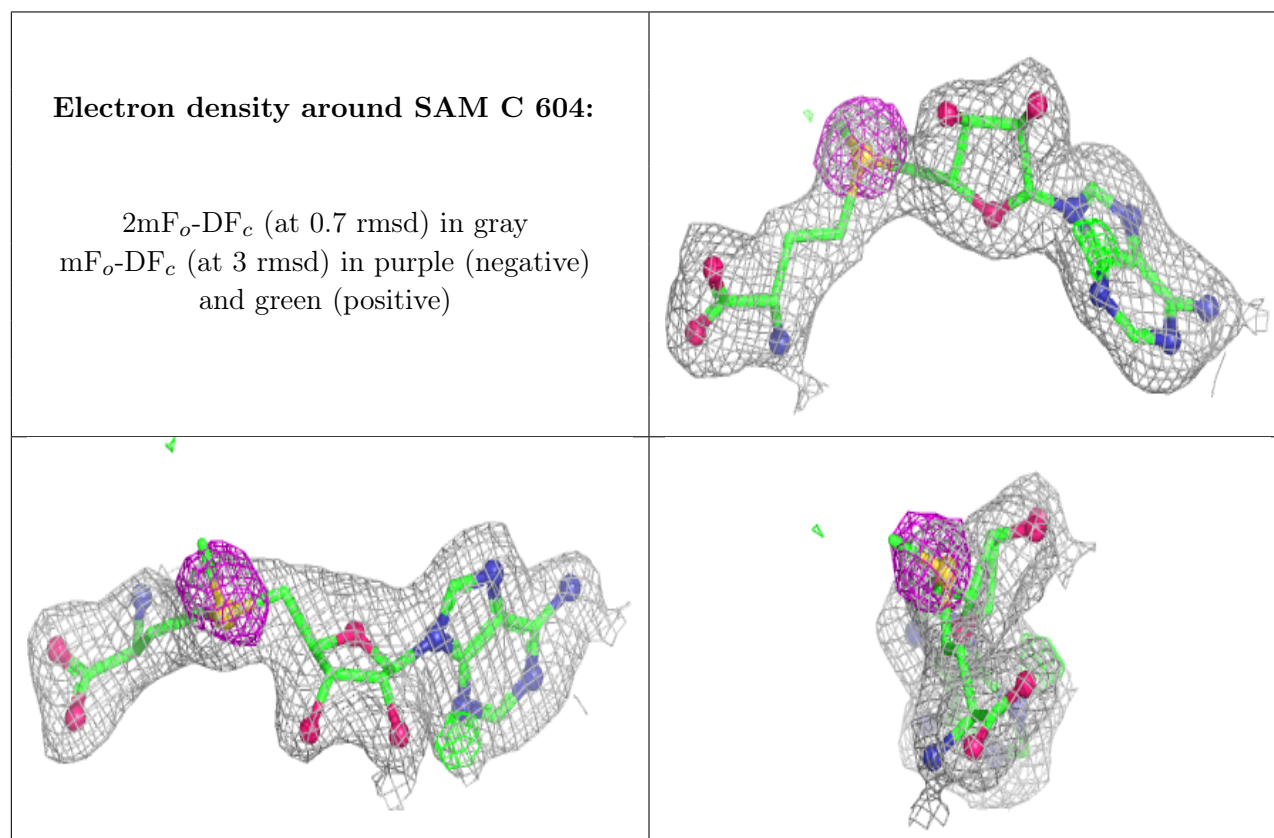 Electron density around SAM C 604:
2mFₒ-DF𝒸 (at 0.7 rmsd) in gray
mFₒ-DF𝒸 (at 3 rmsd) in purple (negative)
and green (positive)